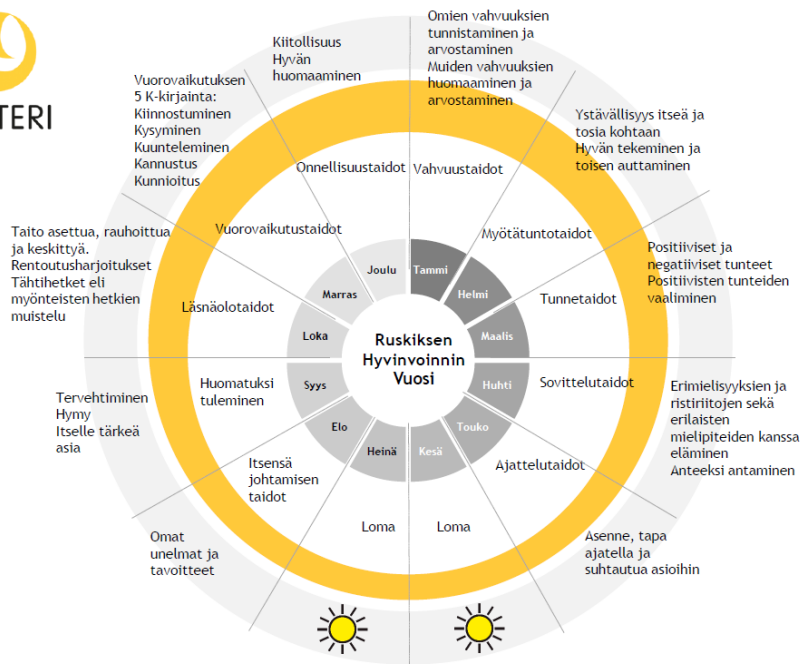 TERI
Omien vahvuuksien
tunnistaminen ja
arvostaminen
Muiden vahvuuksien
huomaaminen ja
arvostaminen
Ystävällisyys itseä ja
tosia kohtaan
Hyvän tekeminen ja
toisen auttaminen
Positiiviset ja
negatiiviset tunteet
Positiivisten tunteiden
vaaliminen
Erimielisyyksien ja
ristiriitojen sekä
erilaisten
mielipiteiden kanssa
eläminen
Anteeksi antaminen
Asenne, tapa
ajatella ja
suhtautua asioihin
Omat
unelmat ja
tavoitteet
Tervehtiminen
Hymy
Itselle tärkeä
asia
Taito asettua, rauhoittua
ja keskittyä.
Rentoutusharjoitukset
Tähtihetket eli
myönteisten hetkien
muistelu
Vuorovaikutuksen
5 K-kirjainta:
Kiinnostuminen
Kysyminen
Kuunteleminen
Kannustus
Kunnioitus
Kiitollisuus
Hyvän
huomaaminen
Vahvuustaidot
Myötätuntotaidot
Tunnetaidot
Sovittelutaidot
Ajattelutaidot
Loma
Loma
Itsensä
johtamisen
taidot
Huomatuksi
tuleminen
Läsnäolotaidot
Vuorovaikutustaidot
Onnellisuustaidot
Tammi
Helmi
Maalis
Huhti
Touko
Kesä
Heinä
Elo
Syys
Loka
Marras
Joulu
Ruskiksen
Hyvinvoinnin
Vuosi